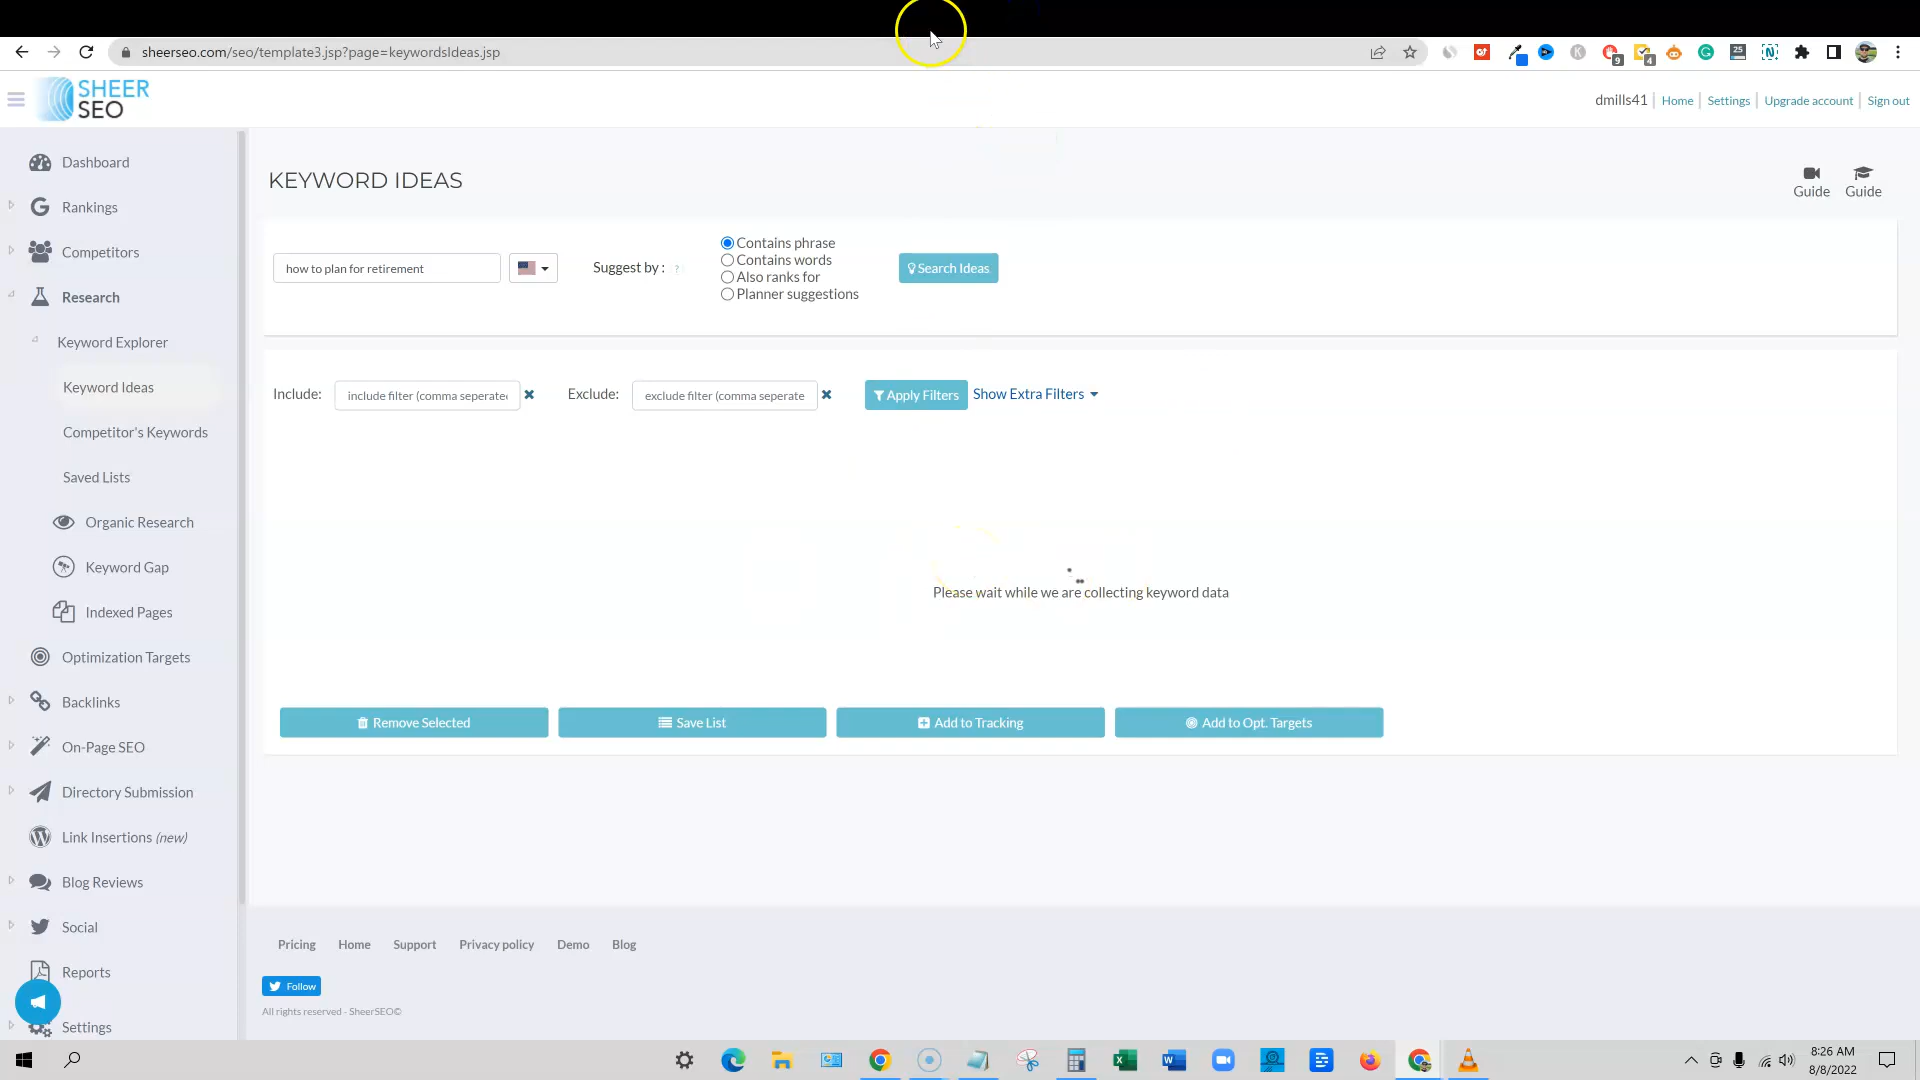 sheerseo.com/seo/template3.jsp?page=keywordsIdeas.jsp
9
4
25
SHEER
SEO
dmills41
Home
Settings
Upgrade account
Sign out
Dashboard
Rankings
Competitors
Research
Keyword Explorer
Keyword Ideas
Competitor's Keywords
Saved Lists
Organic Research
Keyword Gap
Indexed Pages
Optimization Targets
Backlinks
On-Page SEO
Directory Submission
Link Insertions (new)
Blog Reviews
Social
Reports
Settings
KEYWORD IDEAS
Guide
Guide
how to plan for retirement
Suggest by : ?
Contains phrase
Contains words
Also ranks for
Planner suggestions
Search Ideas
Include:
include filter (comma seperate
Exclude:
exclude filter (comma seperate
Apply Filters
Show Extra Filters
Please wait while we are collecting keyword data
Remove Selected
Save List
Add to Tracking
Add to Opt. Targets
Pricing
Home
Support
Privacy policy
Demo
Blog
Follow
All rights reserved - SheerSEO©
8:26 AM
8/8/2022